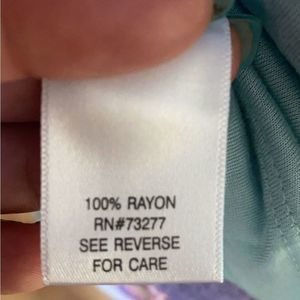 100% RAYON
RN#73277
SEE REVERSE
FOR CARE